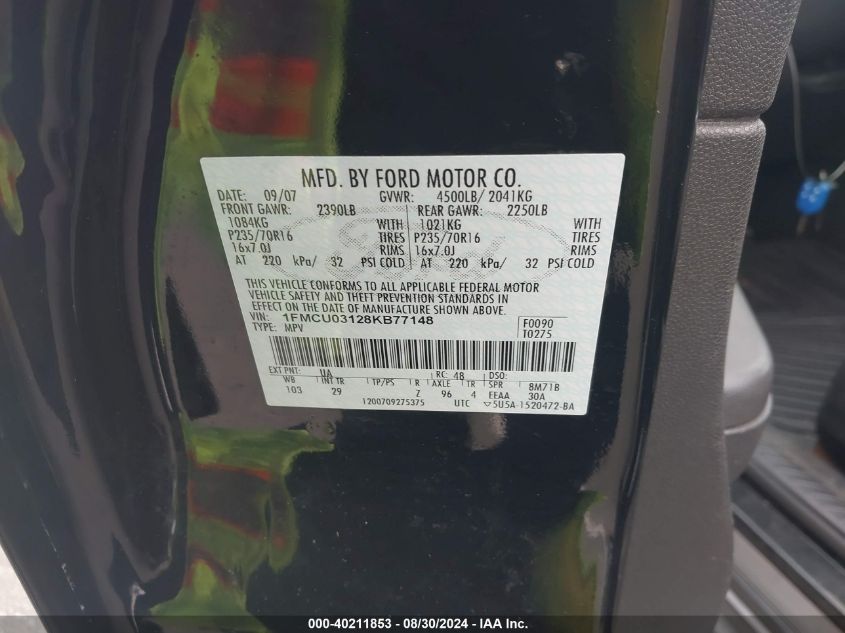 MFD. BY FORD MOTOR CO.
DATE: 09/07 GVWR: 4500LB/ 2041KG
FRONT GAWR: 2390LB REAR GAWR: 2250LB
1084KG WITH 1021KG WITH
P235/70R16 TIRES P235/70R16 TIRES
16x7.0J RIMS 16x7.0J RIMS
AT 220 kPa/ 32 PSI COLD AT 220 kPa/ 32 PSI COLD
Ford
THIS VEHICLE CONFORMS TO ALL APPLICABLE FEDERAL MOTOR
VEHICLE SAFETY AND THEFT PREVENTION STANDARDS IN
EFFECT ON THE DATE OF MANUFACTURE SHOWN ABOVE.
VIN: 1FMCU03128KB77148 F0090
TYPE: MPV T0275
EXT PNT: UA RC: 48 DSO:
WB INT TR TP/PS R AXLE TR SPR 8M71B
103 29 Z 96 4 EEAA 30A
1200709275375 UTC ▽5U5A-1520472-BA
000-40211853 - 08/30/2024 - IAA Inc.